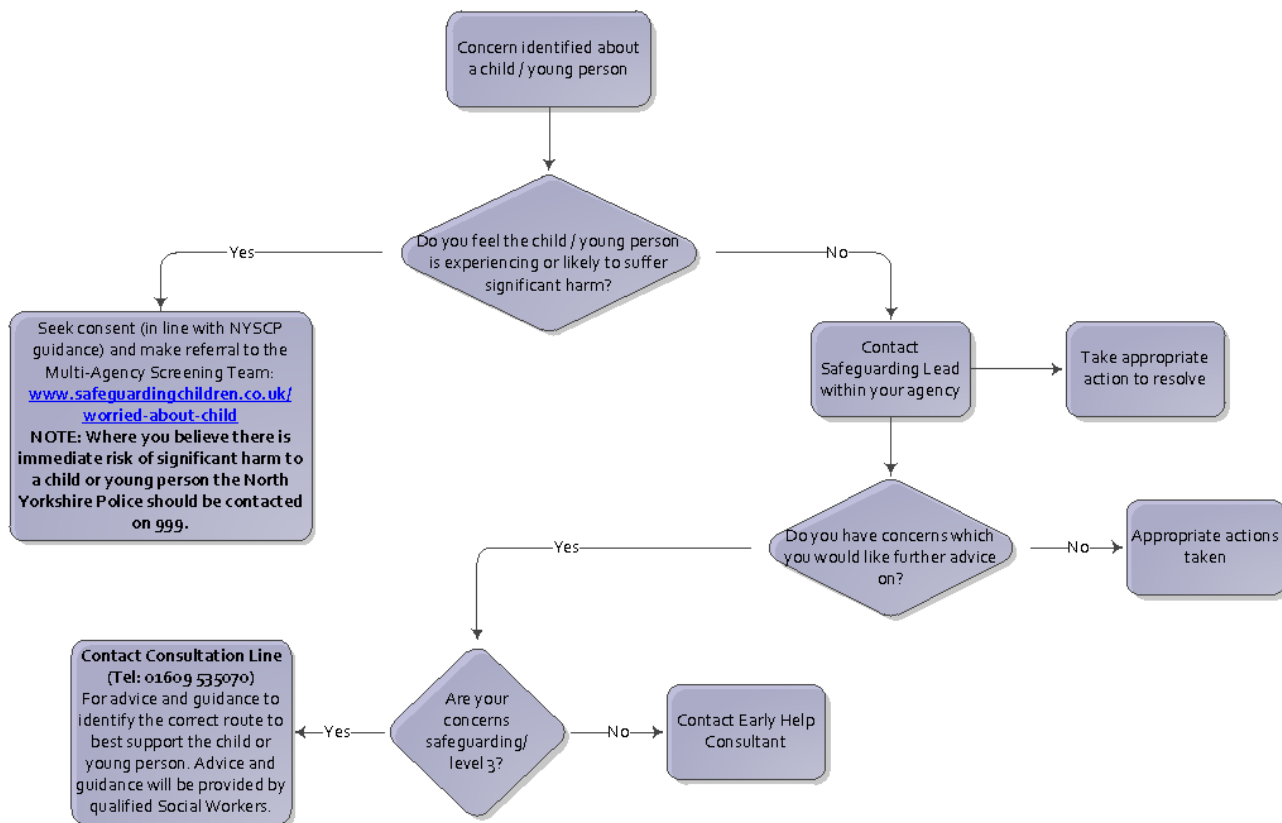 Concern identified about
a child / young person
Do you feel the child / young person
is experiencing or likely to suffer
significant harm?
Yes
No
Seek consent (in line with NYSCP
guidance) and make referral to the
Multi-Agency Screening Team:
www.safeguardingchildren.co.uk/
worried-about-child
NOTE: Where you believe there is
immediate risk of significant harm to
a child or young person the North
Yorkshire Police should be contacted
on 999.
Contact
Safeguarding Lead
within your agency
Take appropriate
action to resolve
Do you have concerns which
you would like further advice
on?
Yes
No
Appropriate actions
taken
Are your
concerns
safeguarding/
level 3?
Yes
No
Contact Consultation Line
(Tel: 01609 535070)
For advice and guidance to
identify the correct route to
best support the child or
young person. Advice and
guidance will be provided by
qualified Social Workers.
Contact Early Help
Consultant